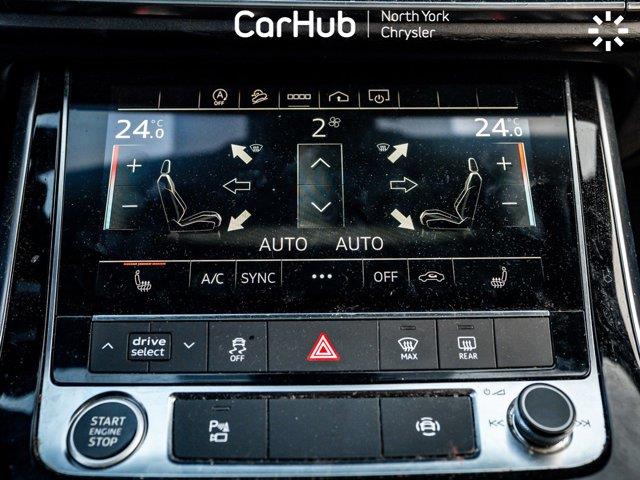 CarHub
North York
Chrysler
A
OFF
24.0 °C
2
24.0 °C
+
+
−
−
AUTO AUTO
A/C SYNC ••• OFF
drive
select
OFF
MAX
REAR
START
ENGINE
STOP
P